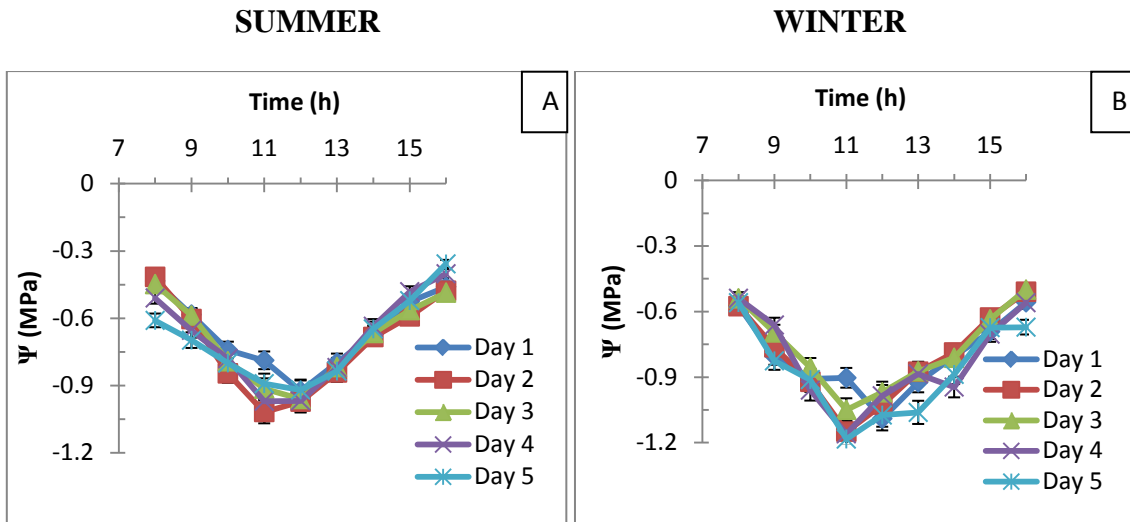 SUMMER
WINTER
Time (h)
A
7 9 11 13 15
0
-0.3
-0.6
-0.9
-1.2
Ψ (MPa)
Day 1
Day 2
Day 3
Day 4
Day 5
Time (h)
B
7 9 11 13 15
0
-0.3
-0.6
-0.9
-1.2
Ψ (MPa)
Day 1
Day 2
Day 3
Day 4
Day 5